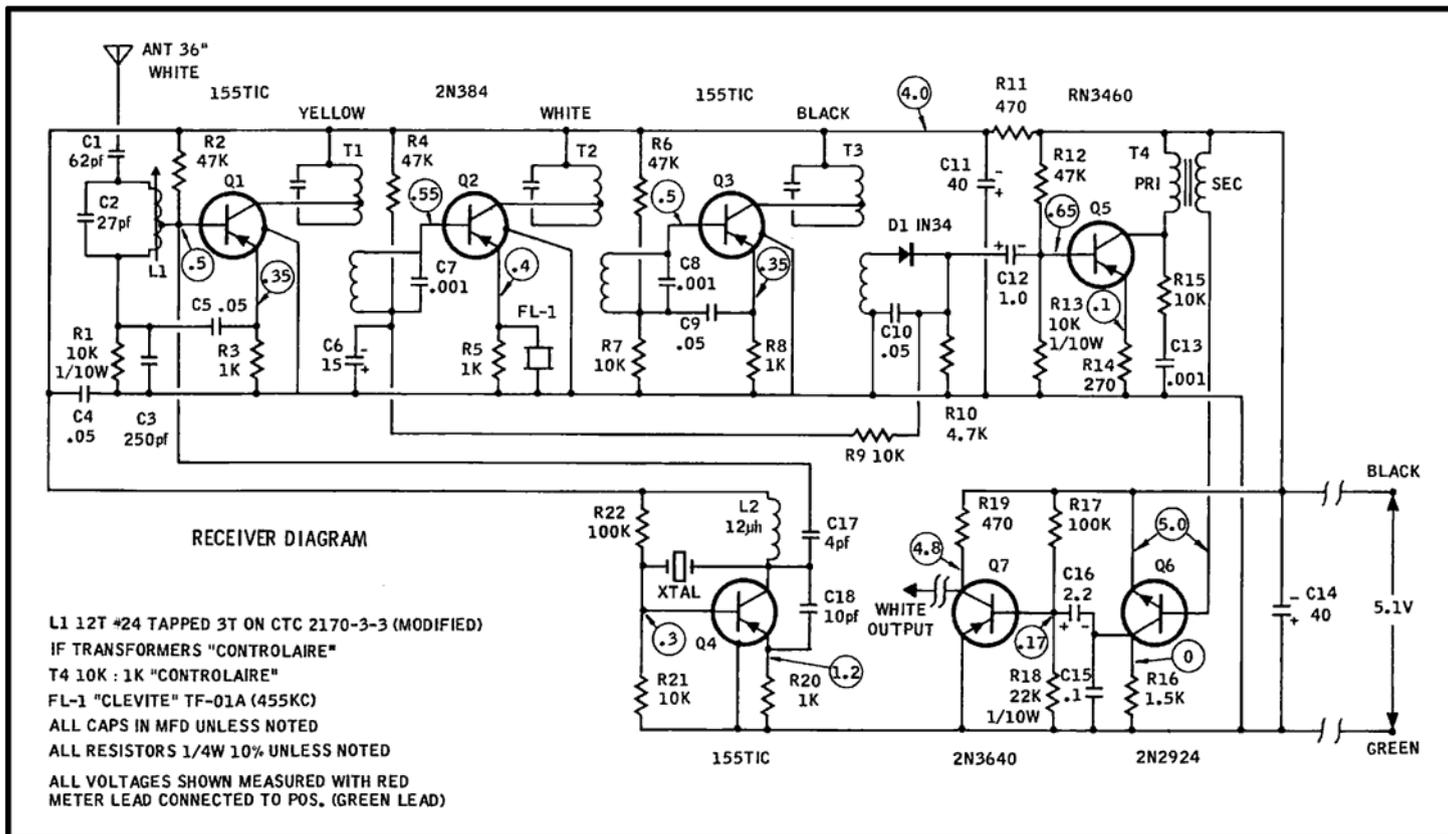 ANT 36"
WHITE
155TIC
2N384
155TIC
RN3460
YELLOW
WHITE
BLACK
4.0
R11
470
C1
62pf
R2
47K
Q1
T1
R4
47K
Q2
T2
R6
47K
Q3
T3
C11
40
R12
47K
T4
PRI
SEC
C2
27pf
L1
.5
.35
.55
C7
.001
.4
.5
C8
.001
.35
D1 IN34
.65
Q5
C12
1.0
R13
10K
1/10W
.1
R15
10K
C5 .05
R1
10K
1/10W
R3
1K
C6
15
R5
1K
FL-1
C9
.05
R7
10K
R8
1K
C10
.05
R14
270
C13
.001
C4
.05
C3
250pf
R10
4.7K
R9 10K
BLACK
RECEIVER DIAGRAM
R22
100K
L2
12μh
C17
4pf
R19
470
R17
100K
5.0
4.8
XTAL
C18
10pf
Q7
C16
2.2
Q6
WHITE
OUTPUT
C14
40
5.1V
.3
Q4
1.2
.17
0
R21
10K
R20
1K
R18
22K
1/10W
C15
.1
R16
1.5K
155TIC
2N3640
2N2924
GREEN
L1 12T #24 TAPPED 3T ON CTC 2170-3-3 (MODIFIED)
IF TRANSFORMERS "CONTROLAIRE"
T4 10K : 1K "CONTROLAIRE"
FL-1 "CLEVITE" TF-01A (455KC)
ALL CAPS IN MFD UNLESS NOTED
ALL RESISTORS 1/4W 10% UNLESS NOTED
ALL VOLTAGES SHOWN MEASURED WITH RED
METER LEAD CONNECTED TO POS. (GREEN LEAD)